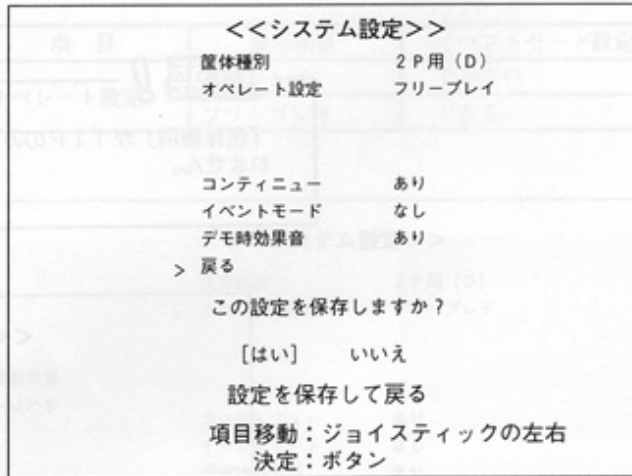 <<システム設定>>
筐体種別 2P用(D)
オペレート設定 フリープレイ
コンティニュー あり
イベントモード なし
デモ時効果音 あり
> 戻る
この設定を保存しますか?
[はい] いいえ
設定を保存して戻る
項目移動:ジョイスティックの左右
決定:ボタン